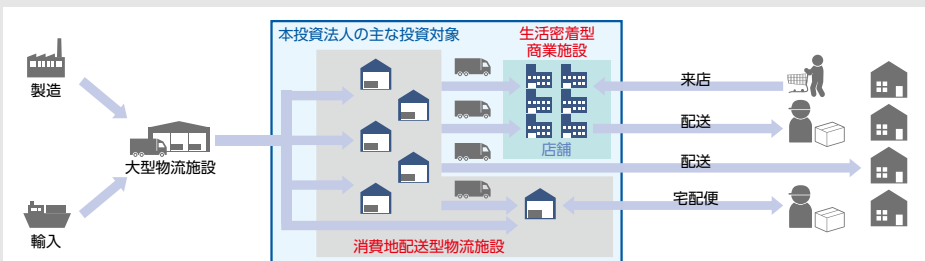 本投資法人の主な投資対象
生活密着型
商業施設
製造
来店
配送
大型物流施設
店舗
配送
宅配便
輸入
消費地配送型物流施設